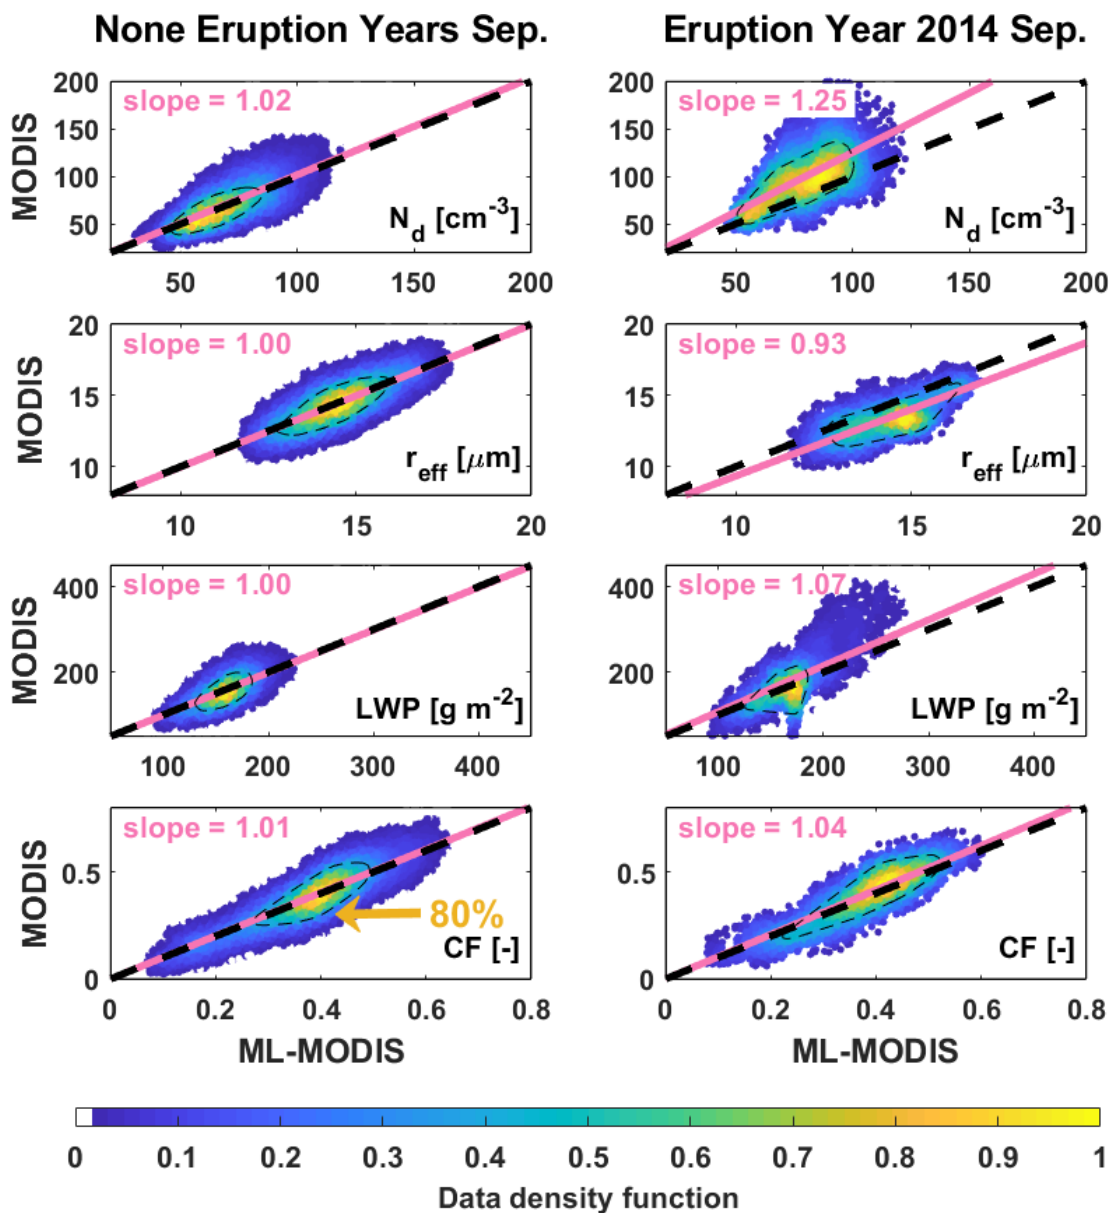 None Eruption Years Sep.
Eruption Year 2014 Sep.
MODIS
200
150
100
50
slope = 1.02
N_d [cm^-3]
50 100 150 200
200
150
100
50
slope = 1.25
N_d [cm^-3]
50 100 150 200
MODIS
20
15
10
slope = 1.00
r_eff [μm]
10 15 20
20
15
10
slope = 0.93
r_eff [μm]
10 15 20
MODIS
400
200
slope = 1.00
LWP [g m^-2]
100 200 300 400
400
200
slope = 1.07
LWP [g m^-2]
100 200 300 400
MODIS
0.5
0
slope = 1.01
80%
CF [-]
0 0.2 0.4 0.6 0.8
ML-MODIS
0.5
0
slope = 1.04
CF [-]
0 0.2 0.4 0.6 0.8
ML-MODIS
0 0.1 0.2 0.3 0.4 0.5 0.6 0.7 0.8 0.9 1
Data density function